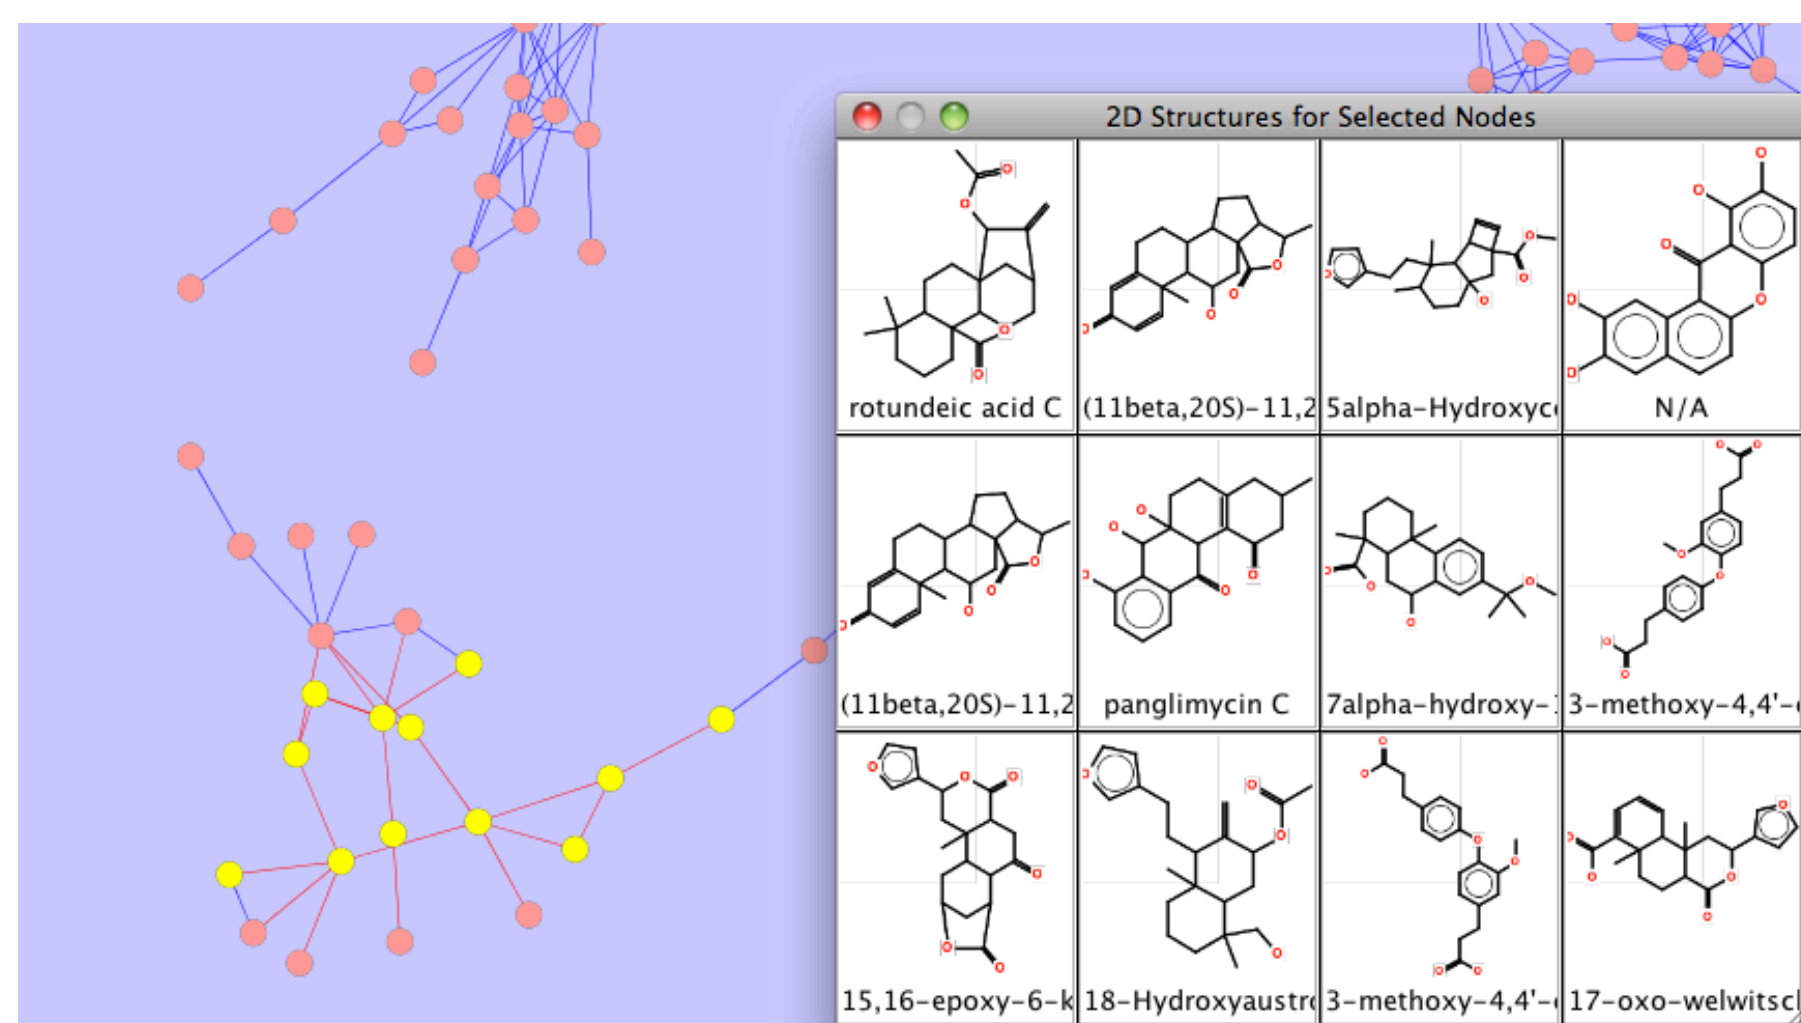 2D Structures for Selected Nodes
rotundeic acid C
(11beta,20S)-11,2
5alpha-Hydroxyc
N/A
(11beta,20S)-11,2
panglimycin C
7alpha-hydroxy-
3-methoxy-4,4'-
15,16-epoxy-6-k
18-Hydroxyaustr
3-methoxy-4,4'-
17-oxo-welwitsc